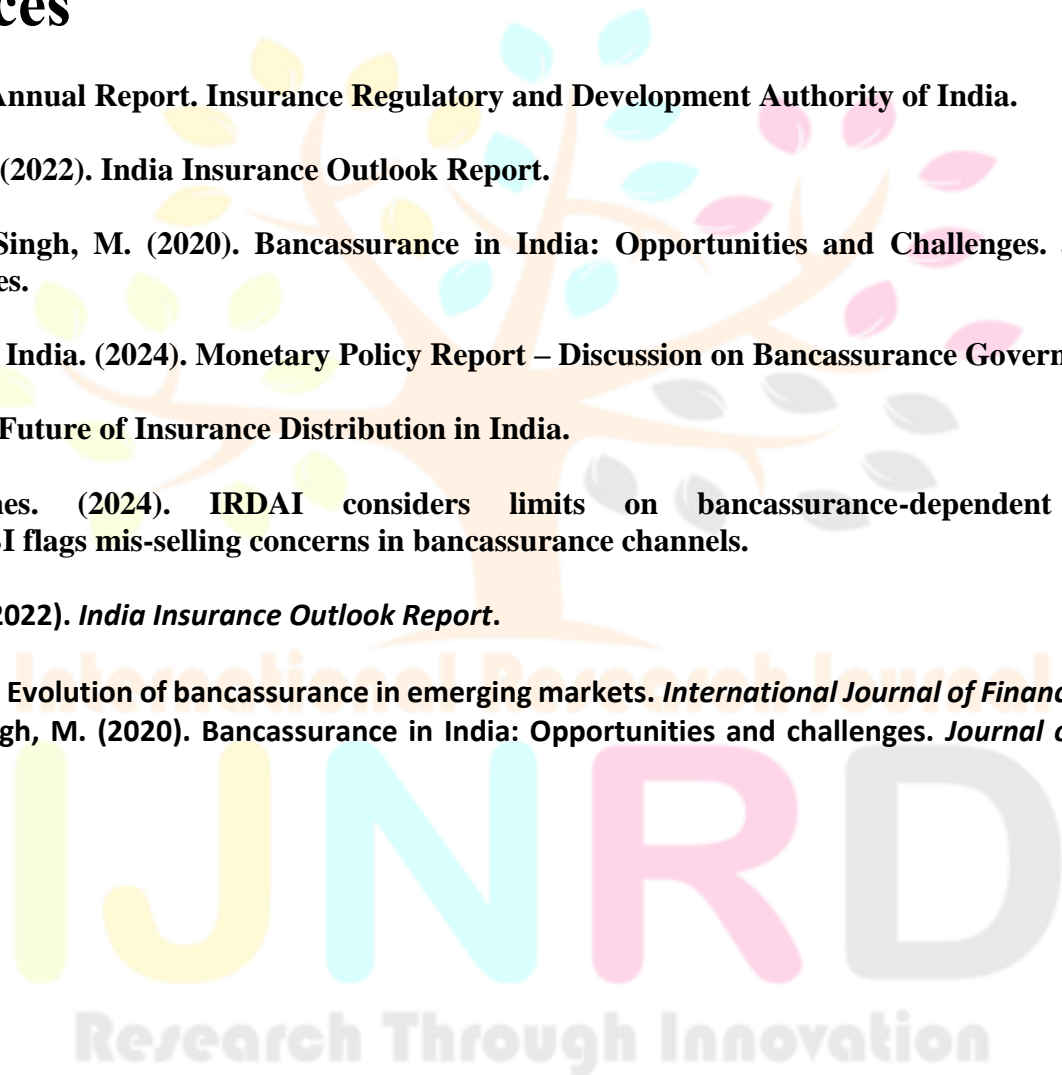 ces
Annual Report. Insurance Regulatory and Development Authority of India.
(2022). India Insurance Outlook Report.
Singh, M. (2020). Bancassurance in India: Opportunities and Challenges.
es.
India. (2024). Monetary Policy Report – Discussion on Bancassurance Govern
Future of Insurance Distribution in India.
nes. (2024). IRDAI considers limits on bancassurance-dependent
I flags mis-selling concerns in bancassurance channels.
2022). India Insurance Outlook Report.
International Research Journal
Evolution of bancassurance in emerging markets. International Journal of Financ
gh, M. (2020). Bancassurance in India: Opportunities and challenges. Journal o
IJNRD
Research Through Innovation